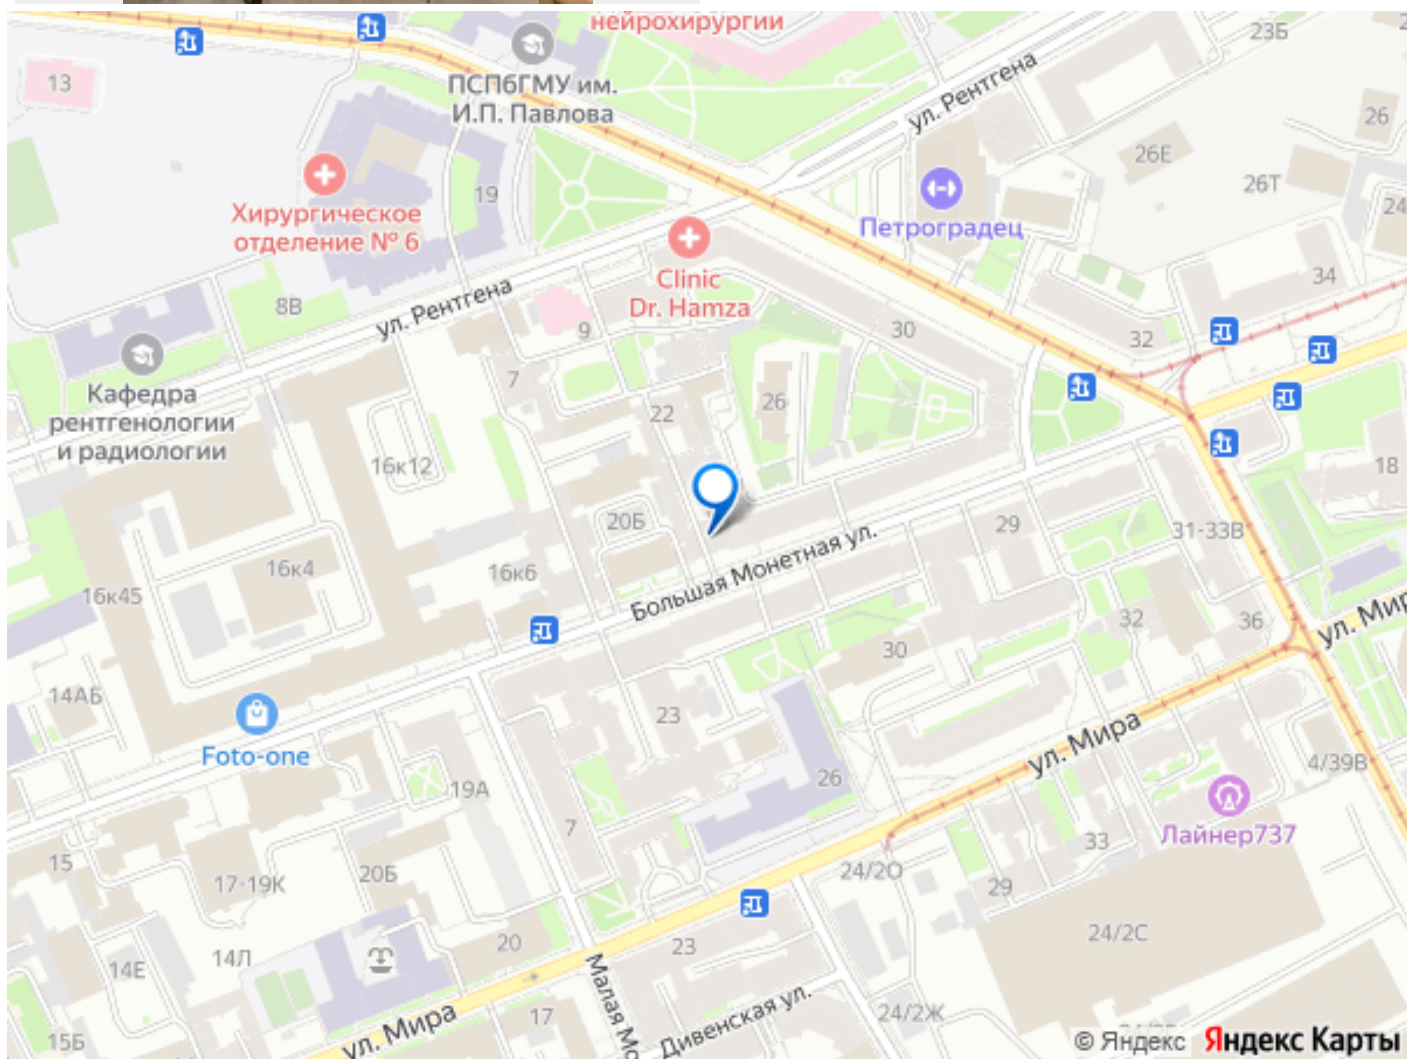 нейрохирургии
23Б
13
ПСПбГМУ им.
И.П. Павлова
ул. Рентгена
26
26Е
26Т
19
Хирургическое
отделение № 6
Петроградец
24
Clinic
Dr. Hamza
34
8В
ул. Рентгена
9
30
32
Кафедра
рентгенологии
и радиологии
7
26
22
16к12
18
20Б
29
31-33В
Большая Монетная ул.
16к4
16к6
16к45
32
36
ул. Мир
30
14АБ
23
Foto-one
ул. Мира
4/39В
19А
26
Лайнер737
7
33
15
17-19К
20Б
24/2О
29
20
23
24/2С
14Е
14Л
Малая Мо
17
Дивенская ул.
24/2Ж
15Б
ул. Мира
© Яндекс Яндекс Карты